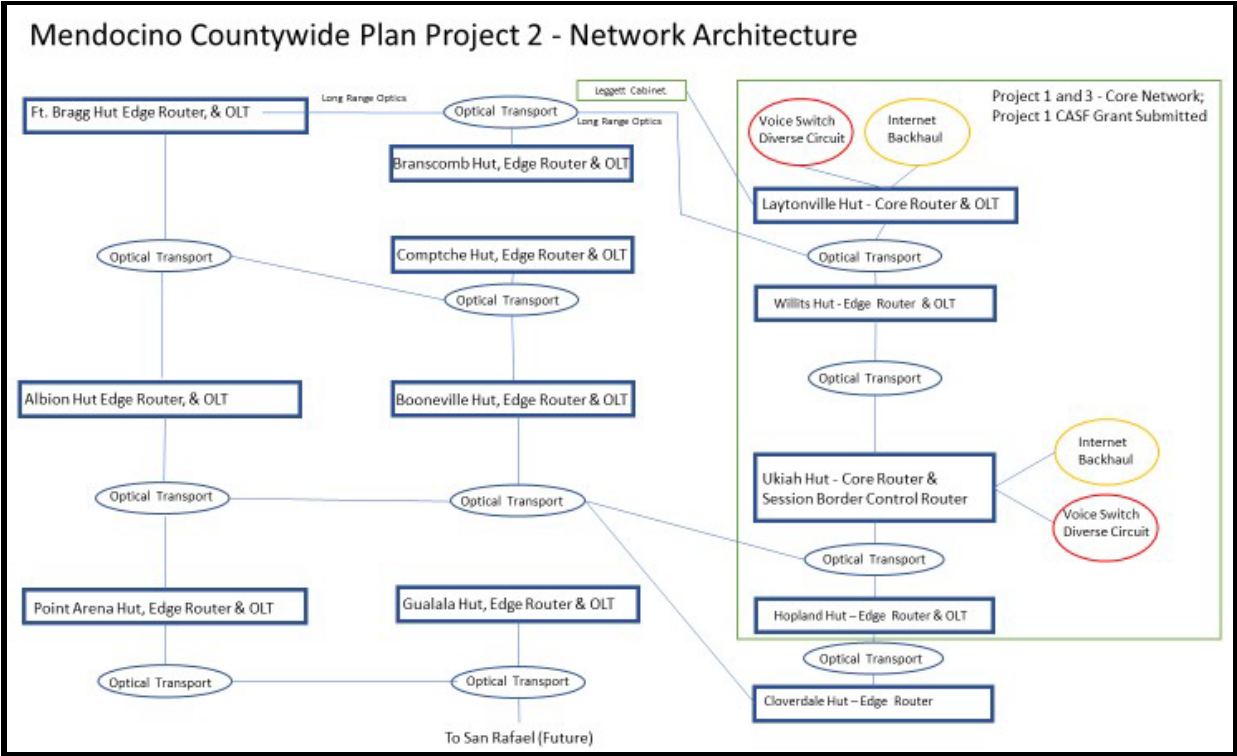 Mendocino Countywide Plan Project 2 - Network Architecture
Ft. Bragg Hut Edge Router, & OLT
Long Range Optics
Optical Transport
Leggett Cabinet.
Long Range Optics
Branscomb Hut, Edge Router & OLT
Project 1 and 3 - Core Network;
Project 1 CASF Grant Submitted
Voice Switch
Diverse Circuit
Internet
Backhaul
Laytonville Hut - Core Router & OLT
Optical Transport
Comptche Hut, Edge Router & OLT
Optical Transport
Optical Transport
Willits Hut - Edge Router & OLT
Optical Transport
Albion Hut Edge Router, & OLT
Booneville Hut, Edge Router & OLT
Internet
Backhaul
Ukiah Hut - Core Router &
Session Border Control Router
Voice Switch
Diverse Circuit
Optical Transport
Optical Transport
Optical Transport
Point Arena Hut, Edge Router & OLT
Gualala Hut, Edge Router & OLT
Hopland Hut – Edge Router & OLT
Optical Transport
Optical Transport
Optical Transport
Cloverdale Hut – Edge Router
To San Rafael (Future)